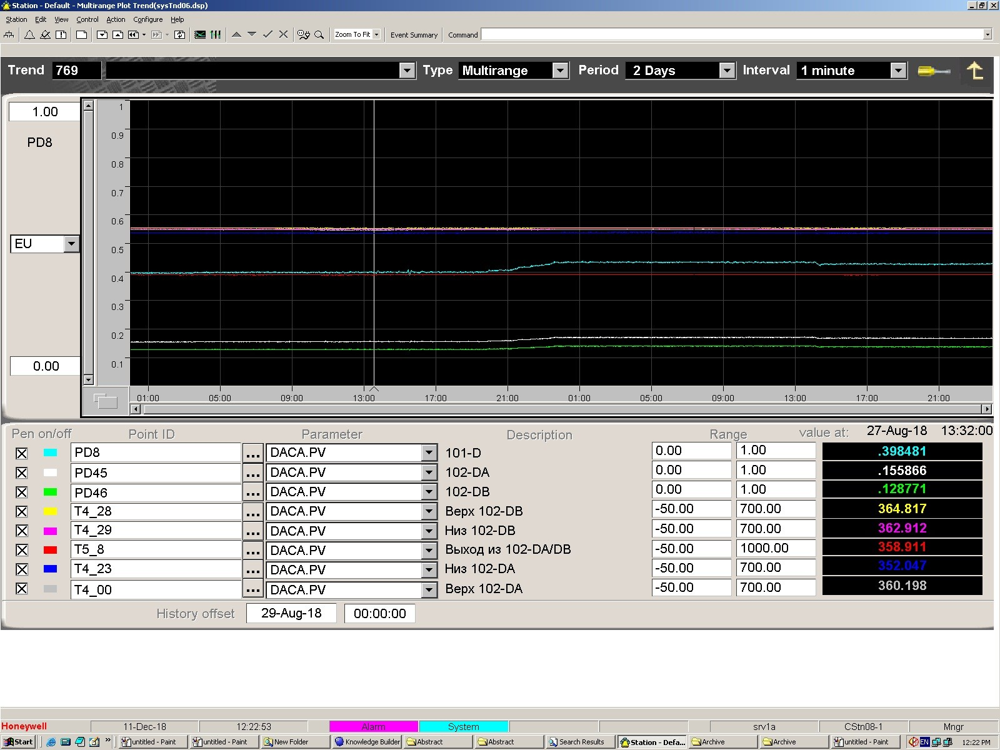 Station - Default - Multirange Plot Trend(sysTnd06.dsp)
Station Edit View Control Action Configure Help
Zoom To Fit Event Summary Command
Trend 769 Type Multirange Period 2 Days Interval 1 minute
1.00
PD8
EU
0.00
1
0.9
0.8
0.7
0.6
0.5
0.4
0.3
0.2
0.1
01:00 05:00 09:00 13:00 17:00 21:00 01:00 05:00 09:00 13:00 17:00 21:00
Pen on/off Point ID Parameter Description Range value at: 27-Aug-18 13:32:00
PD8 ... DACA.PV 101-D 0.00 1.00 .398481
PD45 ... DACA.PV 102-DA 0.00 1.00 .155866
PD46 ... DACA.PV 102-DB 0.00 1.00 .128771
T4_28 ... DACA.PV Верх 102-DB -50.00 700.00 364.817
T4_29 ... DACA.PV Низ 102-DB -50.00 700.00 362.912
T5_8 ... DACA.PV Выход из 102-DA/DB -50.00 1000.00 358.911
T4_23 ... DACA.PV Низ 102-DA -50.00 700.00 352.047
T4_00 ... DACA.PV Верх 102-DA -50.00 700.00 360.198
History offset 29-Aug-18 00:00:00
Honeywell 11-Dec-18 12:22:53 Alarm System srv1a CStn08-1 Mngr
Start » untitled - Paint untitled - Paint New Folder Knowledge Builder Abstract Abstract Search Results Station - Defa... Archive Archive untitled - Paint EN 12:22 PM